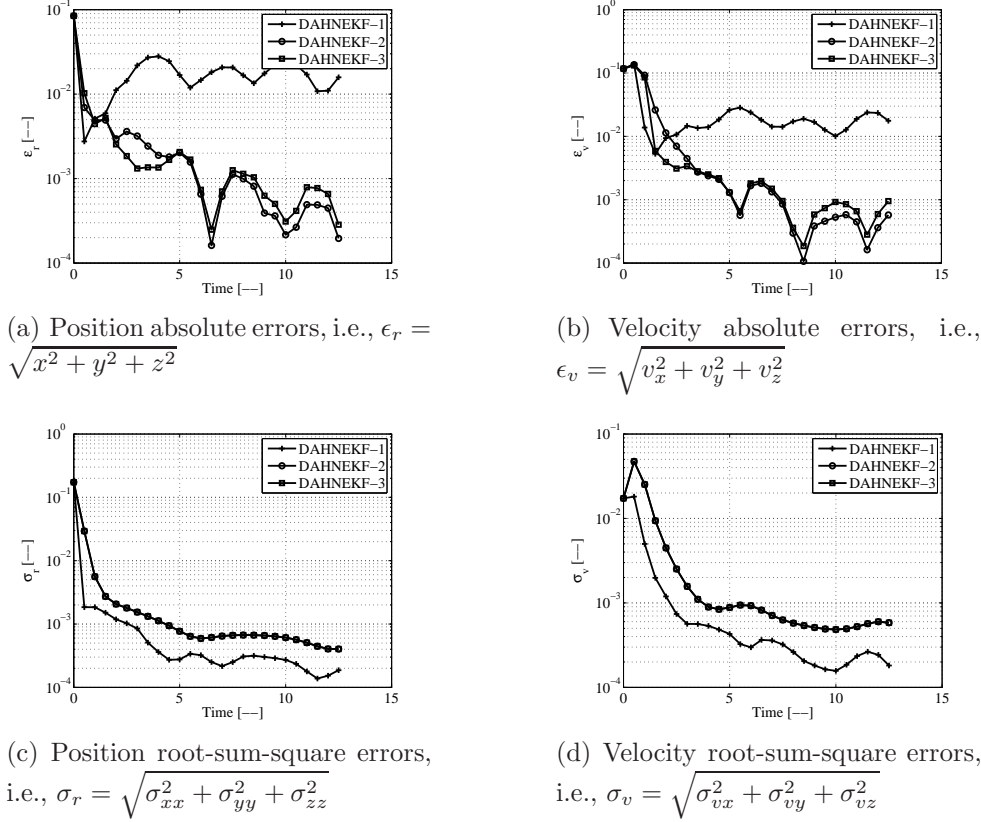 10⁻¹
10⁻²
10⁻³
10⁻⁴
0
5
10
15
Time [−−]
ε_r [−−]
DAHNEKF−1
DAHNEKF−2
DAHNEKF−3
(a) Position absolute errors, i.e., ϵ_r =
√(x² + y² + z²)
10⁰
10⁻¹
10⁻²
10⁻³
10⁻⁴
0
5
10
15
Time [−−]
ε_v [−−]
DAHNEKF−1
DAHNEKF−2
DAHNEKF−3
(b) Velocity absolute errors, i.e.,
ϵ_v = √(v_x² + v_y² + v_z²)
10⁰
10⁻¹
10⁻²
10⁻³
10⁻⁴
0
5
10
15
Time [−−]
σ_r [−−]
DAHNEKF−1
DAHNEKF−2
DAHNEKF−3
(c) Position root-sum-square errors,
i.e., σ_r = √(σ_xx² + σ_yy² + σ_zz²)
10⁻¹
10⁻²
10⁻³
10⁻⁴
0
5
10
15
Time [−−]
σ_v [−−]
DAHNEKF−1
DAHNEKF−2
DAHNEKF−3
(d) Velocity root-sum-square errors,
i.e., σ_v = √(σ_vx² + σ_vy² + σ_vz²)